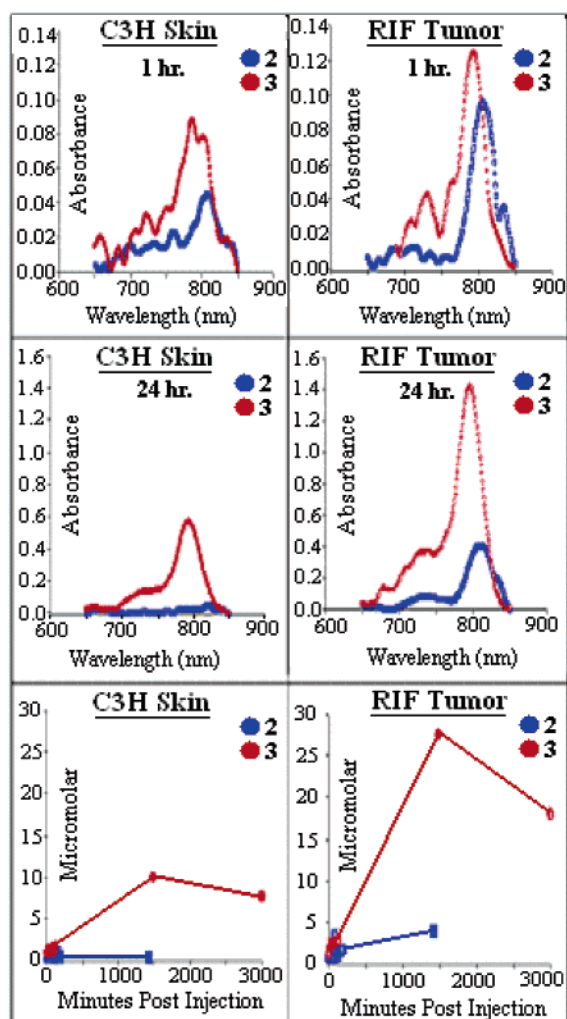 C3H Skin
1 hr.
2
3
0.14
0.12
0.10
0.08
0.06
0.04
0.02
0.00
Absorbance
600 700 800 900
Wavelength (nm)
RIF Tumor
1 hr.
2
3
0.14
0.12
0.10
0.08
0.06
0.04
0.02
0.00
Absorbance
600 700 800 900
Wavelength (nm)
C3H Skin
24 hr.
2
3
1.6
1.4
1.2
1.0
0.8
0.6
0.4
0.2
0.0
Absorbance
600 700 800 900
Wavelength (nm)
RIF Tumor
24 hr.
2
3
1.6
1.4
1.2
1.0
0.8
0.6
0.4
0.2
0.0
Absorbance
600 700 800 900
Wavelength (nm)
C3H Skin
2
3
30
25
20
15
10
5
0
Micromolar
0 1000 2000 3000
Minutes Post Injection
RIF Tumor
2
3
30
25
20
15
10
5
0
Micromolar
0 1000 2000 3000
Minutes Post Injection